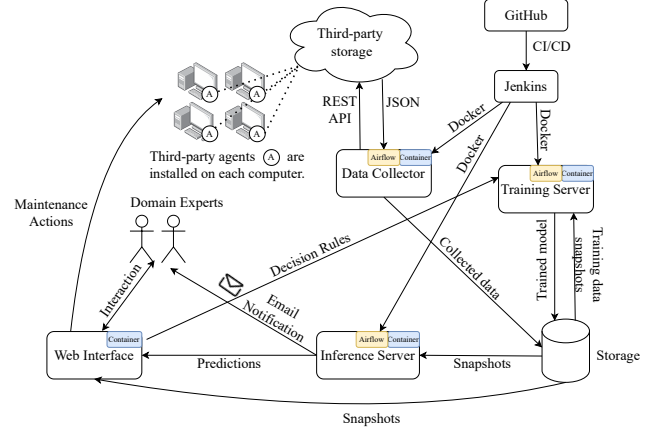 GitHub
CI/CD
Third-party
storage
Jenkins
REST
API
JSON
Docker
Docker
Docker
A
A
A
A
Third-party agents A are
installed on each computer.
Airflow
Container
Data Collector
Airflow
Container
Training Server
Maintenance
Actions
Domain Experts
Interaction
Decision Rules
Email
Notification
Collected data
Trained model
Training data
snapshots
Container
Web Interface
Predictions
Airflow
Container
Inference Server
Snapshots
Storage
Snapshots